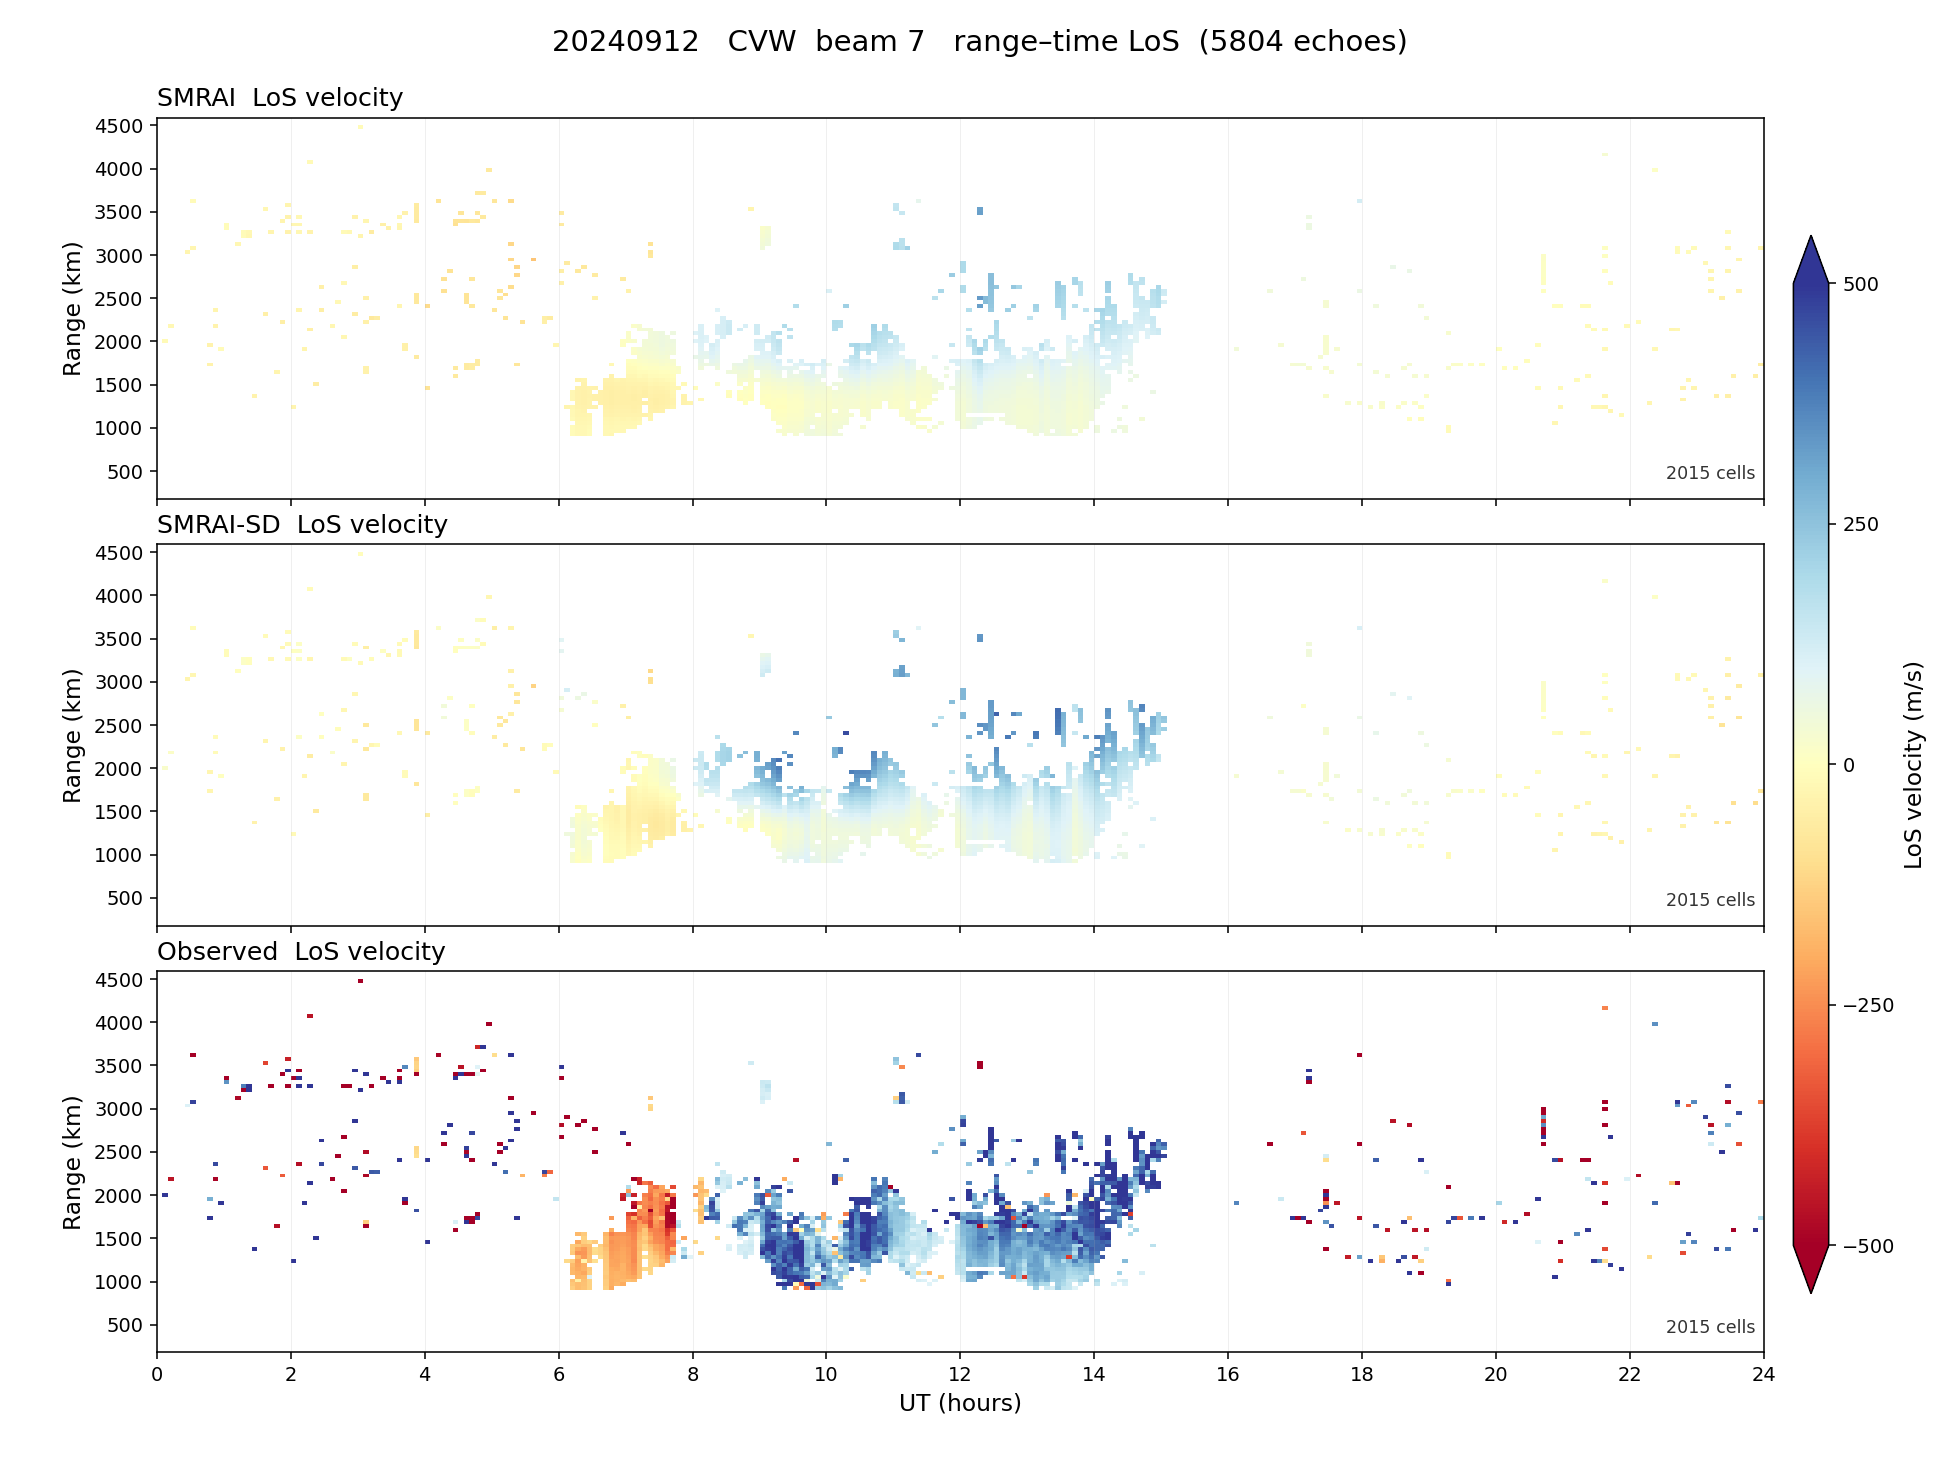 20240912   CVW  beam 7   range–time LoS  (5804 echoes)
SMRAI  LoS velocity
4500
4000
3500
3000
2500
2000
1500
1000
500
Range (km)
2015 cells
SMRAI-SD  LoS velocity
4500
4000
3500
3000
2500
2000
1500
1000
500
Range (km)
2015 cells
Observed  LoS velocity
4500
4000
3500
3000
2500
2000
1500
1000
500
Range (km)
2015 cells
0 2 4 6 8 10 12 14 16 18 20 22 24
UT (hours)
500
250
0
−250
−500
LoS velocity (m/s)